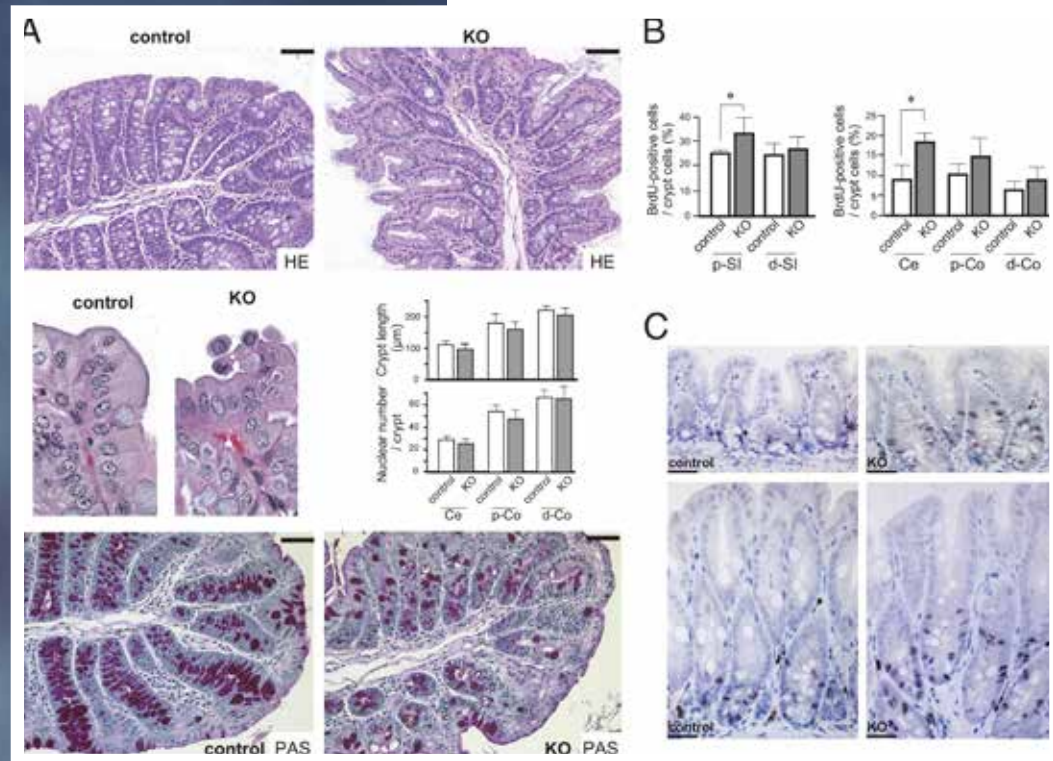 A
control
KO
HE
HE
control
KO
Crypt length
(μm)
300
200
100
0
Nuclear number
/ crypt
80
60
40
20
0
control
KO
control
KO
control
KO
Ce
p-Co
d-Co
control PAS
KO PAS
B
BrdU-positive cells
/ crypt cells (%)
40
30
20
10
0
*
control
KO
control
KO
p-SI
d-SI
BrdU-positive cells
/ crypt cells (%)
25
20
15
10
5
0
*
control
KO
control
KO
control
KO
Ce
p-Co
d-Co
C
control
KO
control
KO